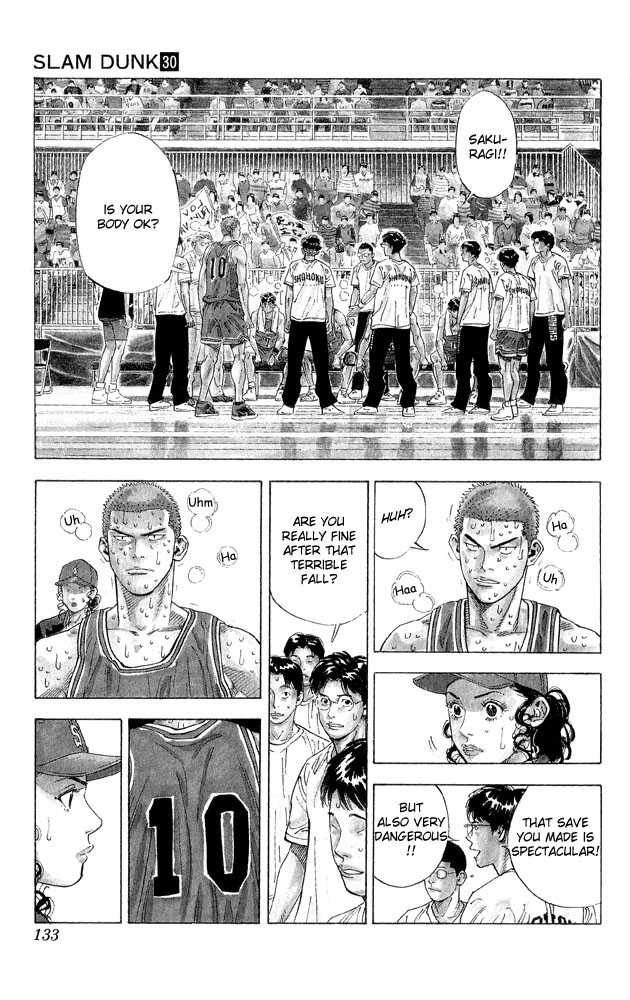 SLAM DUNK 30
SAKU-
RAGI!!
IS YOUR
BODY OK?
10
SHOHOKU
HUH?
Ha
Haa
Uh
ARE YOU
REALLY FINE
AFTER THAT
TERRIBLE
FALL?
Uhm
Uh
Ha
THAT SAVE
YOU MADE IS
SPECTACULAR!
BUT
ALSO VERY
DANGEROUS
!!
10
S
133